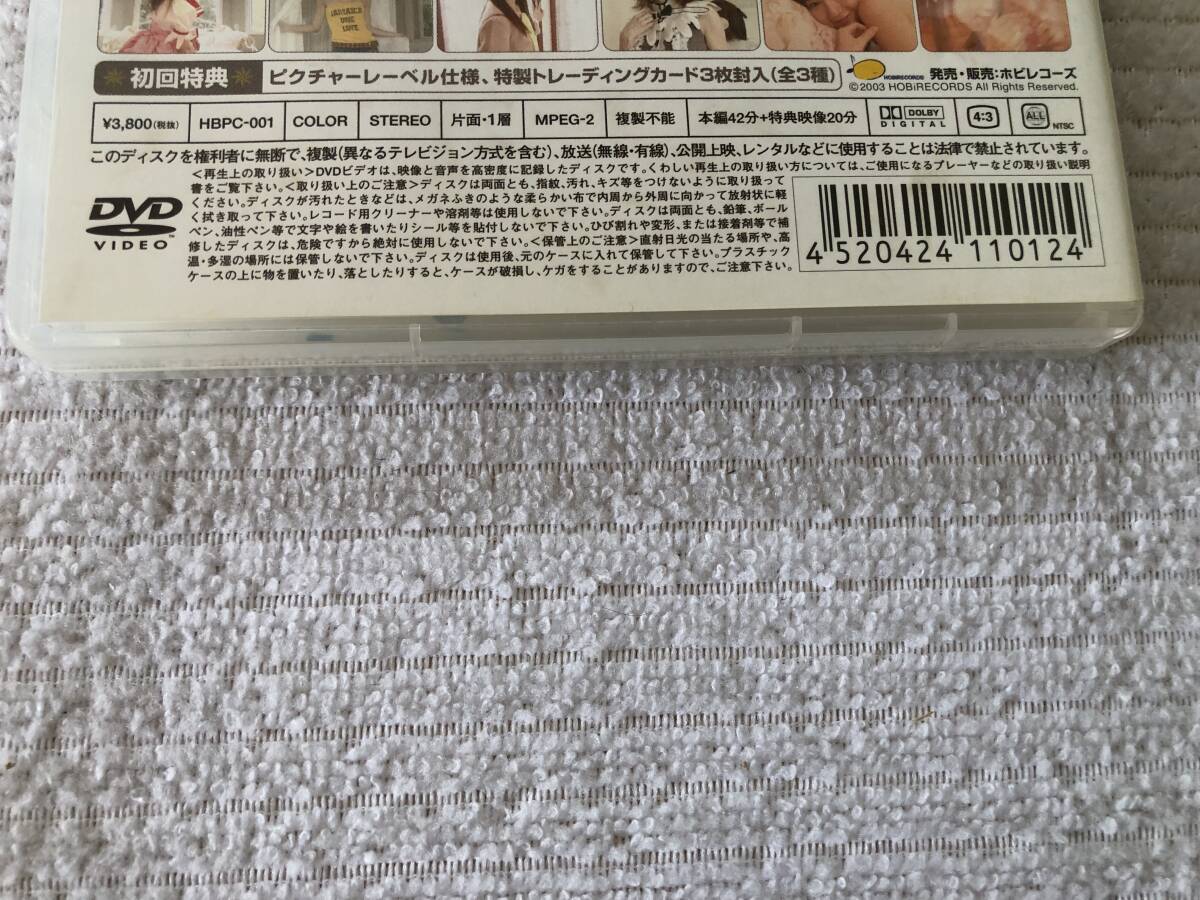 JAMAICA
ONE
LOVE
初回特典 ピクチャーレーベル仕様、特製トレーディングカード3枚封入(全3種)
HOBiRECORDS 発売・販売:ホビレコーズ
©2003 HOBiRECORDS All Rights Reserved.
¥3,800(税抜) HBPC-001 COLOR STEREO 片面・1層 MPEG-2 複製不能 本編42分+特典映像20分 DOLBY DIGITAL 4:3 ALL NTSC
このディスクを権利者に無断で、複製(異なるテレビジョン方式を含む)、放送(無線・有線)、公開上映、レンタルなどに使用することは法律で禁止されています。
<再生上の取り扱い>DVDビデオは、映像と音声を高密度に記録したディスクです。くわしい再生上の取り扱い方については、ご使用になるプレーヤーなどの取り扱い説明
書をご覧下さい。<取り扱い上のご注意>ディスクは両面とも、指紋、汚れ、キズ等をつけないように取り扱って
ください。ディスクが汚れたときなどは、メガネふきのような柔らかい布で内周から外周に向かって放射状に軽
く拭き取って下さい。レコード用クリーナーや溶剤等は使用しないで下さい。ディスクは両面とも、鉛筆、ボール
ペン、油性ペン等で文字や絵を書いたりシール等を貼付しないで下さい。ひび割れや変形、または接着剤等で補
修したディスクは、危険ですから絶対に使用しないで下さい。<保管上のご注意>直射日光の当たる場所や、高
温・多湿の場所には保管しないで下さい。ディスクは使用後、元のケースに入れて保管して下さい。プラスチック
ケースの上に物を置いたり、落としたりすると、ケースが破損し、ケガをすることがありますので、ご注意下さい。
DVD
VIDEO
TM
4 520424 110124